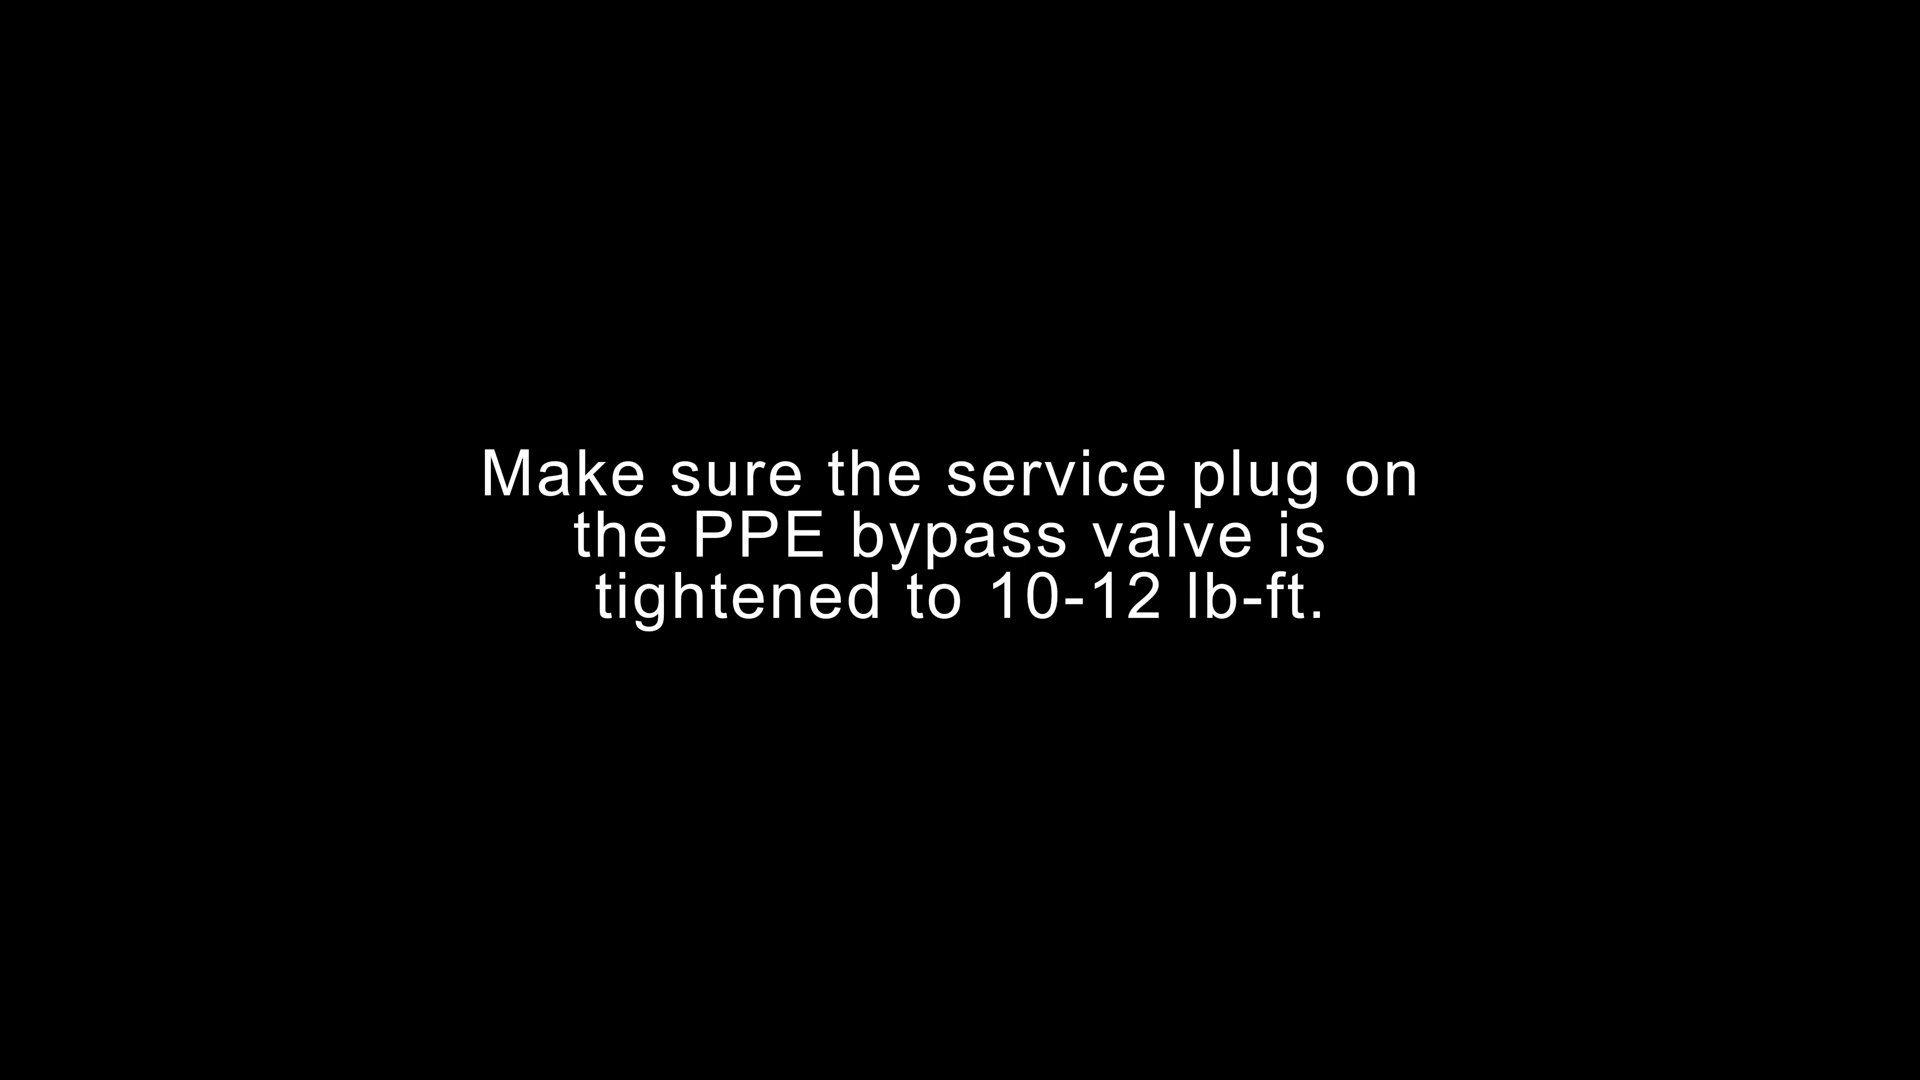 Make sure the service plug on
the PPE bypass valve is
tightened to 10-12 lb-ft.